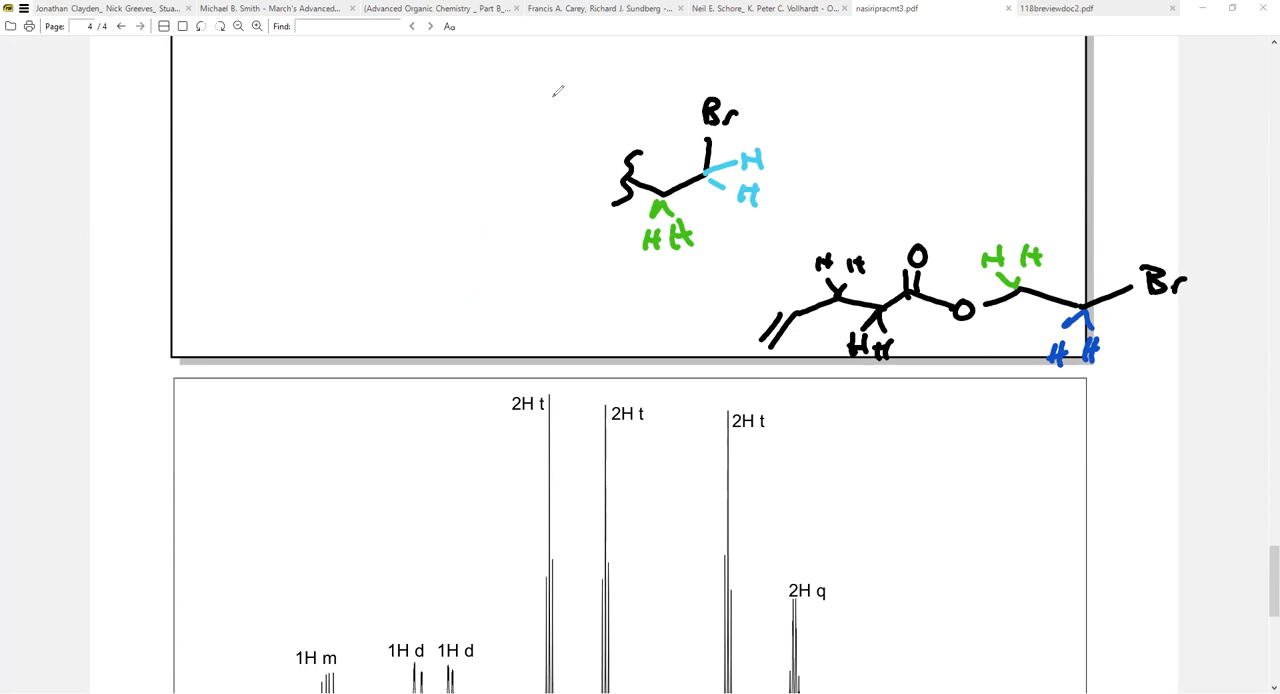 Jonathan Clayden_ Nick Greeves_ Stua...
Michael B. Smith - March's Advanced...
(Advanced Organic Chemistry _ Part B_...
Francis A. Carey, Richard J. Sundberg -...
Neil E. Schore_ K. Peter C. Vollhardt - O...
nasiripracmt3.pdf
118breviewdoc2.pdf
Page: 4 / 4
Find:
Aa
Br
H
H
H H
H H
O
H H
Br
O
H H
H H
2H t
2H t
2H t
2H q
1H m
1H d
1H d